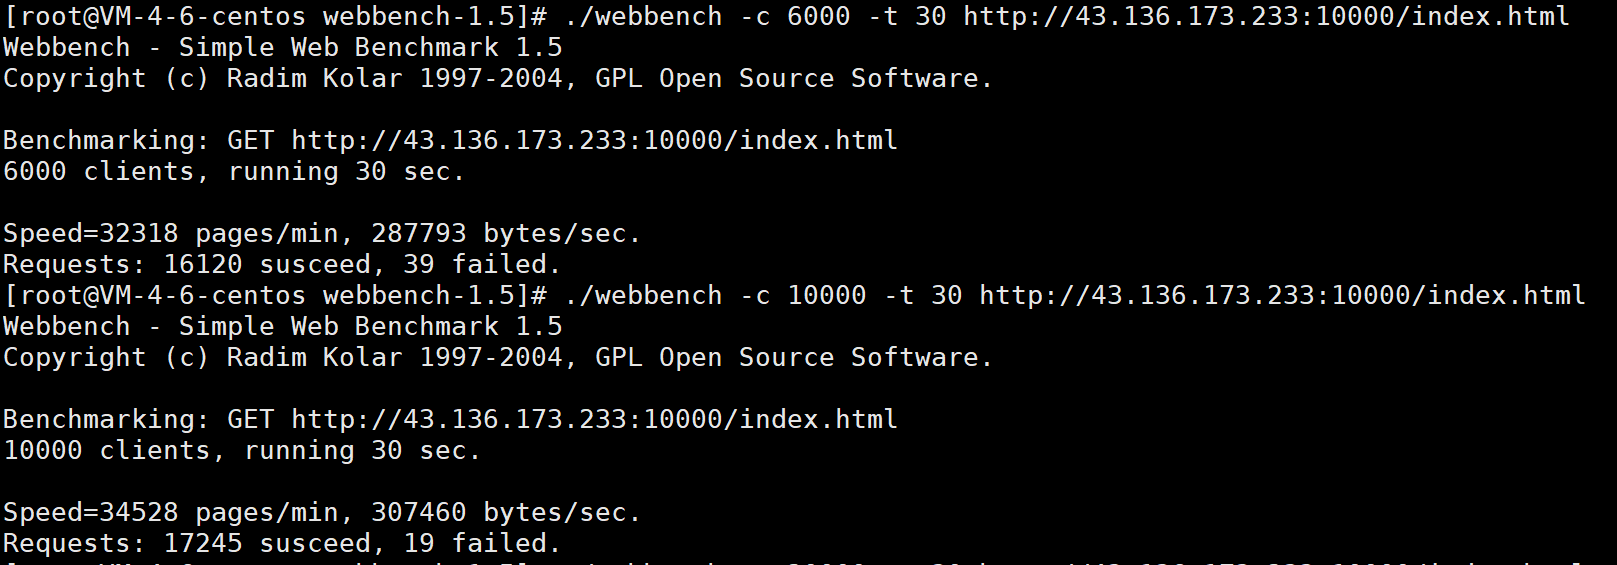 [root@VM-4-6-centos webbench-1.5]# ./webbench -c 6000 -t 30 http://43.136.173.233:10000/index.html
Webbench - Simple Web Benchmark 1.5
Copyright (c) Radim Kolar 1997-2004, GPL Open Source Software.
Benchmarking: GET http://43.136.173.233:10000/index.html
6000 clients, running 30 sec.
Speed=32318 pages/min, 287793 bytes/sec.
Requests: 16120 susceed, 39 failed.
[root@VM-4-6-centos webbench-1.5]# ./webbench -c 10000 -t 30 http://43.136.173.233:10000/index.html
Webbench - Simple Web Benchmark 1.5
Copyright (c) Radim Kolar 1997-2004, GPL Open Source Software.
Benchmarking: GET http://43.136.173.233:10000/index.html
10000 clients, running 30 sec.
Speed=34528 pages/min, 307460 bytes/sec.
Requests: 17245 susceed, 19 failed.